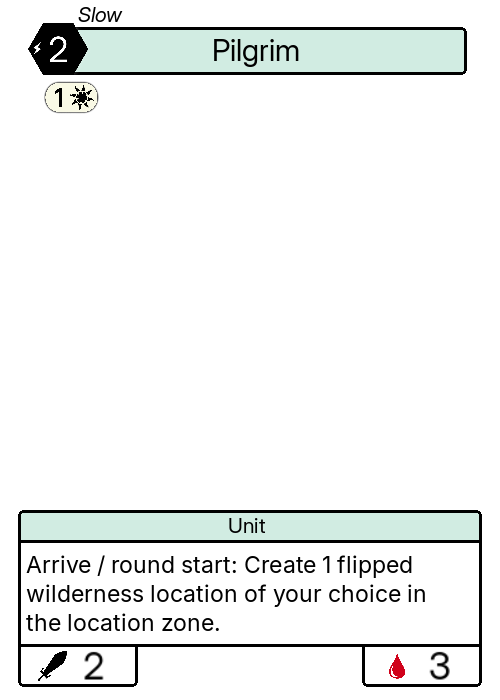 Slow
2
Pilgrim
1
Unit
Arrive / round start: Create 1 flipped
wilderness location of your choice in
the location zone.
2
3